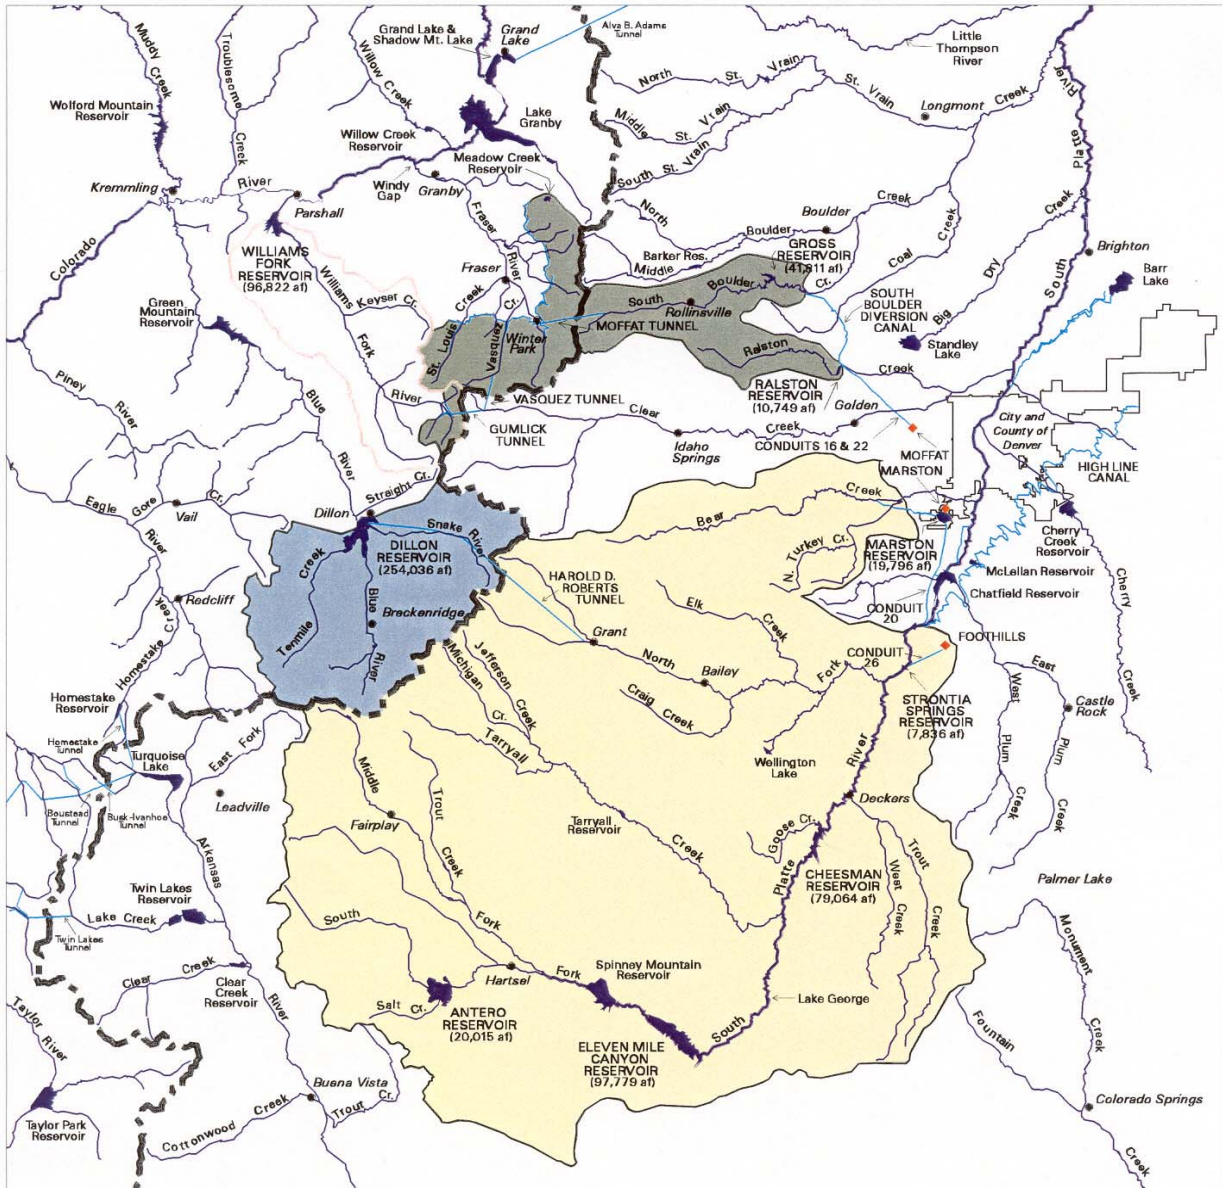 Muddy Creek
Troublesome
Creek
Grand Lake &
Shadow Mt. Lake
Grand
Lake
Alva B. Adams
Tunnel
Little
Thompson
River
Willow Creek
Wolford Mountain
Reservoir
North St. Vrain
St. Vrain Creek
Longmont
Lake
Granby
Middle St. Vrain
South St. Vrain
Platte River
Willow Creek
Reservoir
Meadow Creek
Reservoir
Kremmling
River
Parshall
Windy
Gap
Granby
Colorado
WILLIAMS
FORK
RESERVOIR
(96,822 af)
Fraser
River
Fraser
North
Boulder
Creek
Boulder
Barker Res.
Middle
Boulder
GROSS
RESERVOIR
(41,811 af)
Cr.
Coal
Creek
Big Dry Creek
South
Brighton
Barr
Lake
Williams
Fork
River
Keyser Cr.
St. Louis Creek
Vasquez Cr.
Winter
Park
South
Rollinsville
MOFFAT TUNNEL
SOUTH
BOULDER
DIVERSION
CANAL
Standley
Lake
Green
Mountain
Reservoir
Ralston
Creek
RALSTON
RESERVOIR
(10,749 af)
Golden
Piney
River
Blue
River
VASQUEZ TUNNEL
GUMLICK
TUNNEL
Clear
Creek
Idaho
Springs
CONDUITS 16 & 22
MOFFAT
MARSTON
City and
County of
Denver
HIGH LINE
CANAL
Eagle
River
Gore
Cr.
Vail
Straight Cr.
Dillon
Snake River
DILLON
RESERVOIR
(254,036 af)
Tenmile
Creek
Blue
River
Breckenridge
Bear
Creek
N. Turkey Cr.
MARSTON
RESERVOIR
(19,796 af)
Cherry
Creek
Reservoir
McLellan Reservoir
Chatfield Reservoir
Cherry
Creek
HAROLD D.
ROBERTS
TUNNEL
CONDUIT
20
Redcliff
Homestake
Creek
Elk
Creek
Grant
North
Bailey
Fork
Craig
Creek
CONDUIT
26
FOOTHILLS
STRONTIA
SPRINGS
RESERVOIR
(7,836 af)
East
Plum
Creek
West
Plum
Creek
Castle
Rock
Homestake
Reservoir
Homestake
Tunnel
Turquoise
Lake
East Fork
Michigan
Cr.
Jefferson
Creek
Tarryall
Creek
Wellington
Lake
River
Boustead
Tunnel
Busk-Ivanhoe
Tunnel
Leadville
Arkansas
River
Middle
Fork
Fairplay
Trout
Creek
Tarryall
Reservoir
Deckers
Goose Cr.
Platte
CHEESMAN
RESERVOIR
(79,064 af)
West
Creek
Trout
Creek
Palmer Lake
Monument
Creek
Twin Lakes
Reservoir
Lake Creek
Twin Lakes
Tunnel
Clear Creek
Clear
Creek
Reservoir
South
Fork
Hartsel
Salt Cr.
ANTERO
RESERVOIR
(20,015 af)
Spinney Mountain
Reservoir
ELEVEN MILE
CANYON
RESERVOIR
(97,779 af)
South
Lake George
Fountain
Creek
Taylor
River
Taylor Park
Reservoir
Buena Vista
Cottonwood Creek
Trout Cr.
Colorado Springs